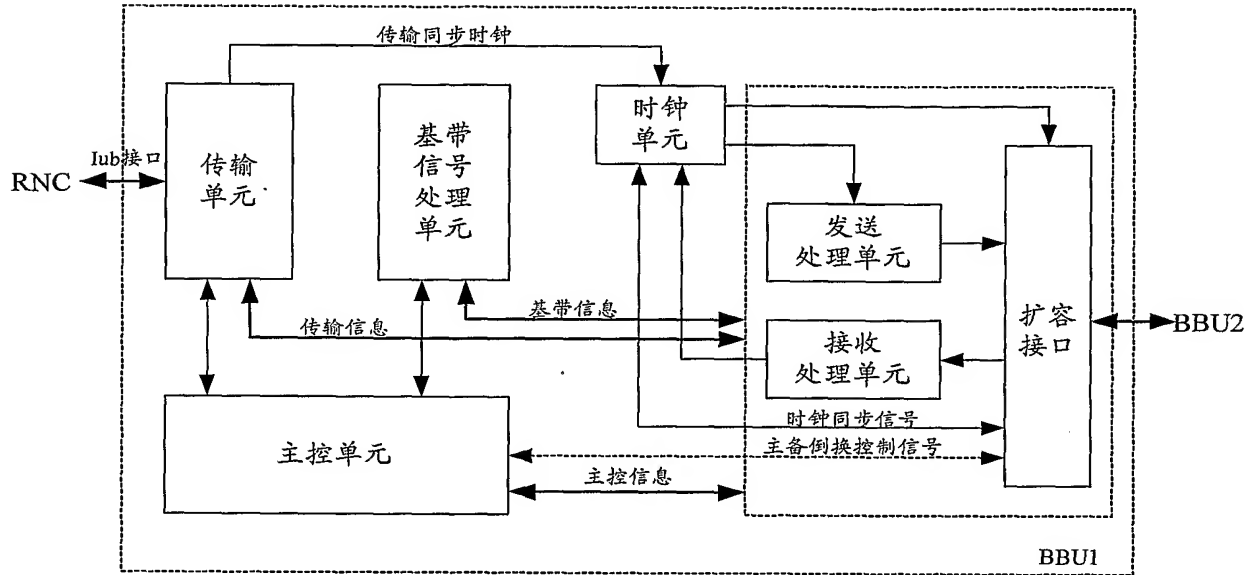 传输同步时钟
时钟
单元
基带
信号
处理
单元
Iub接口
传输
单元
RNC
发送
处理单元
基带信息
传输信息
扩容
接口
BBU2
接收
处理单元
时钟同步信号
主备倒换控制信号
主控单元
主控信息
BBU1